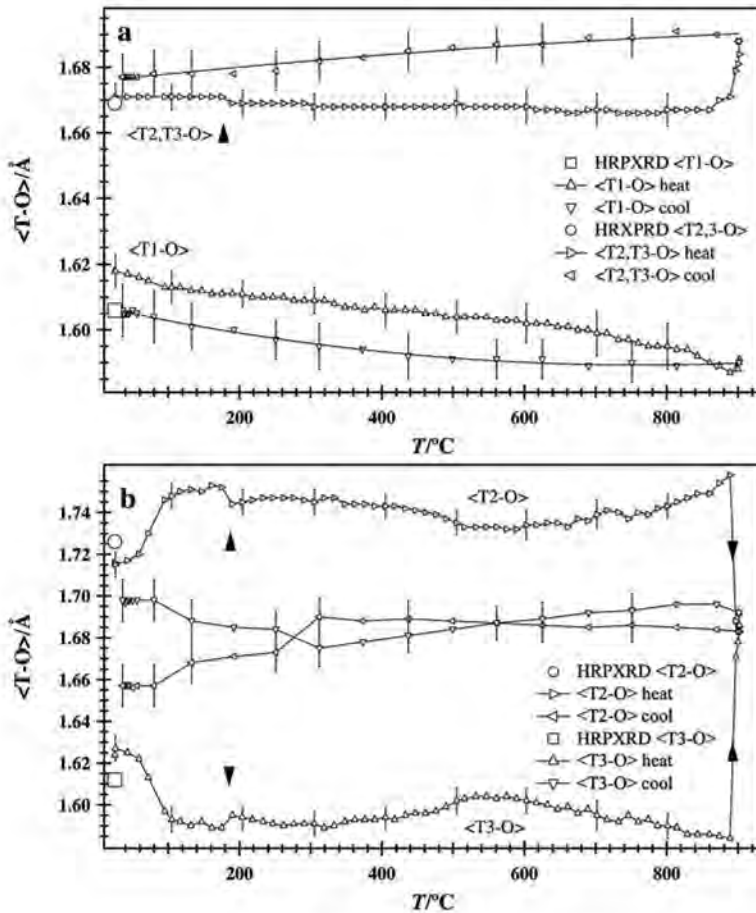 a
1.68
1.66
1.64
1.62
1.60
<T-O>/Å
<T2,T3-O>
<T1-O>
HRPXRD <T1-O>
<T1-O> heat
<T1-O> cool
HRXPRD <T2,3-O>
<T2,T3-O> heat
<T2,T3-O> cool
200
400
600
800
T/°C
b
1.74
1.72
1.70
1.68
1.66
1.64
1.62
1.60
<T-O>/Å
<T2-O>
HRPXRD <T2-O>
<T2-O> heat
<T2-O> cool
HRPXRD <T3-O>
<T3-O> heat
<T3-O> cool
<T3-O>
200
400
600
800
T/°C